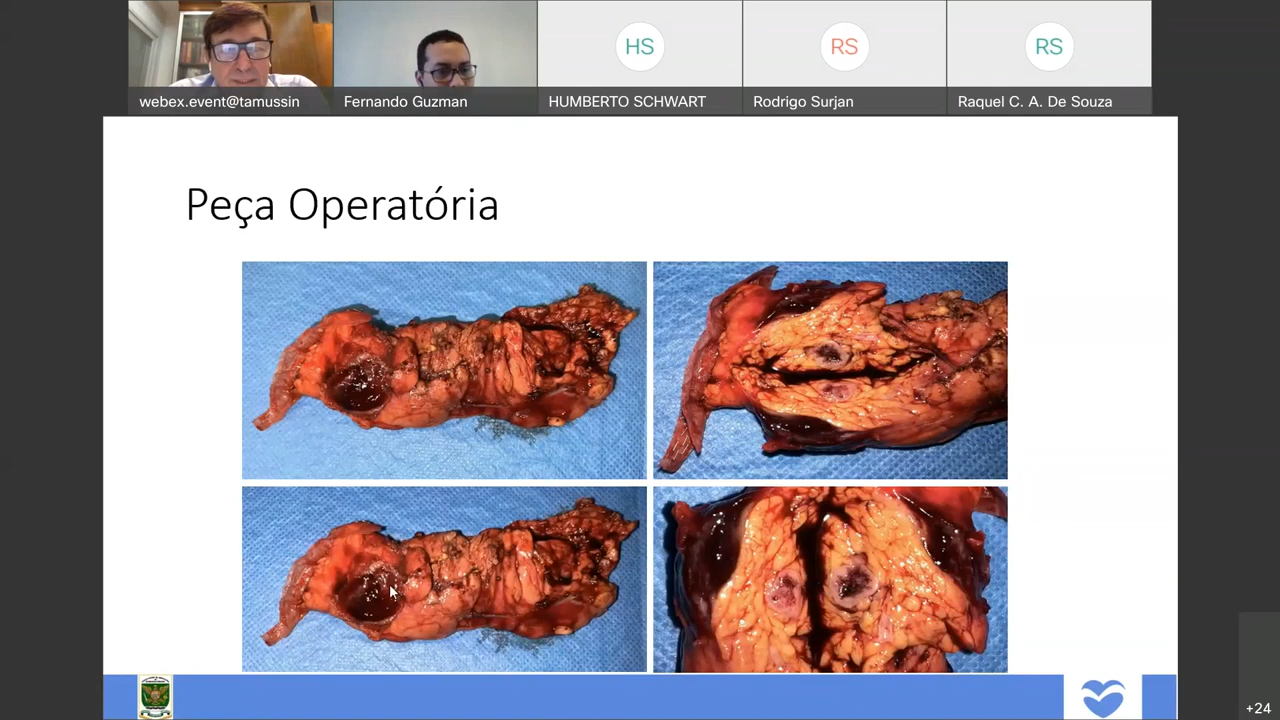 HS
RS
RS
webex.event@tamussin
Fernando Guzman
HUMBERTO SCHWART
Rodrigo Surjan
Raquel C. A. De Souza
Peça Operatória
+24